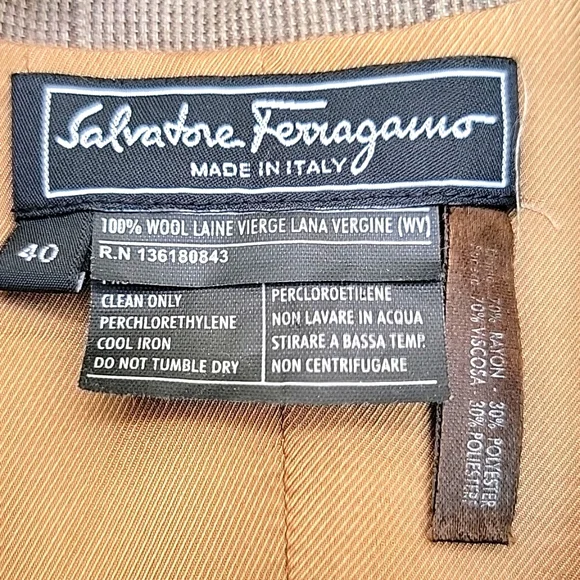 Salvatore Ferragamo
MADE IN ITALY
40
100% WOOL LAINE VIERGE LANA VERGINE (WV)
R.N 136180843
CLEAN ONLY
PERCHLORETHYLENE
COOL IRON
DO NOT TUMBLE DRY
PERCLOROETILENE
NON LAVARE IN ACQUA
STIRARE A BASSA TEMP.
NON CENTRIFUGARE
70% RAYON • 30% POLYESTER
70% VISCOSA 30% POLIESTER